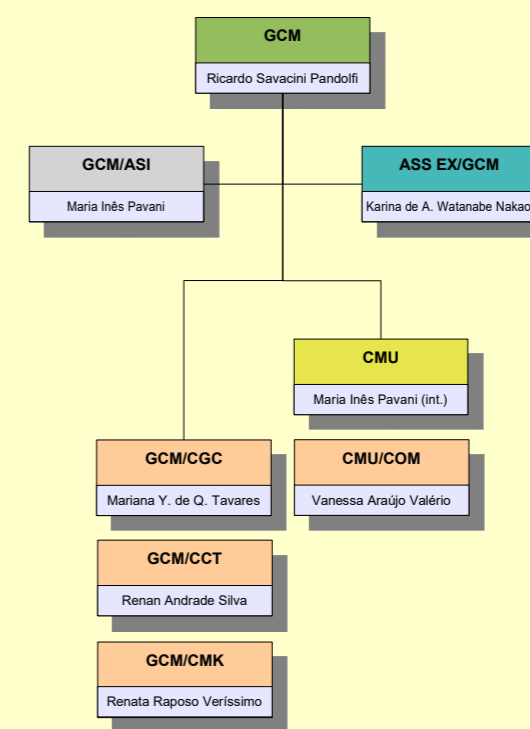 GCM
Ricardo Savacini Pandolfi
GCM/ASI
Maria Inês Pavani
ASS EX/GCM
Karina de A. Watanabe Nakao
CMU
Maria Inês Pavani (int.)
GCM/CGC
Mariana Y. de Q. Tavares
CMU/COM
Vanessa Araújo Valério
GCM/CCT
Renan Andrade Silva
GCM/CMK
Renata Raposo Veríssimo